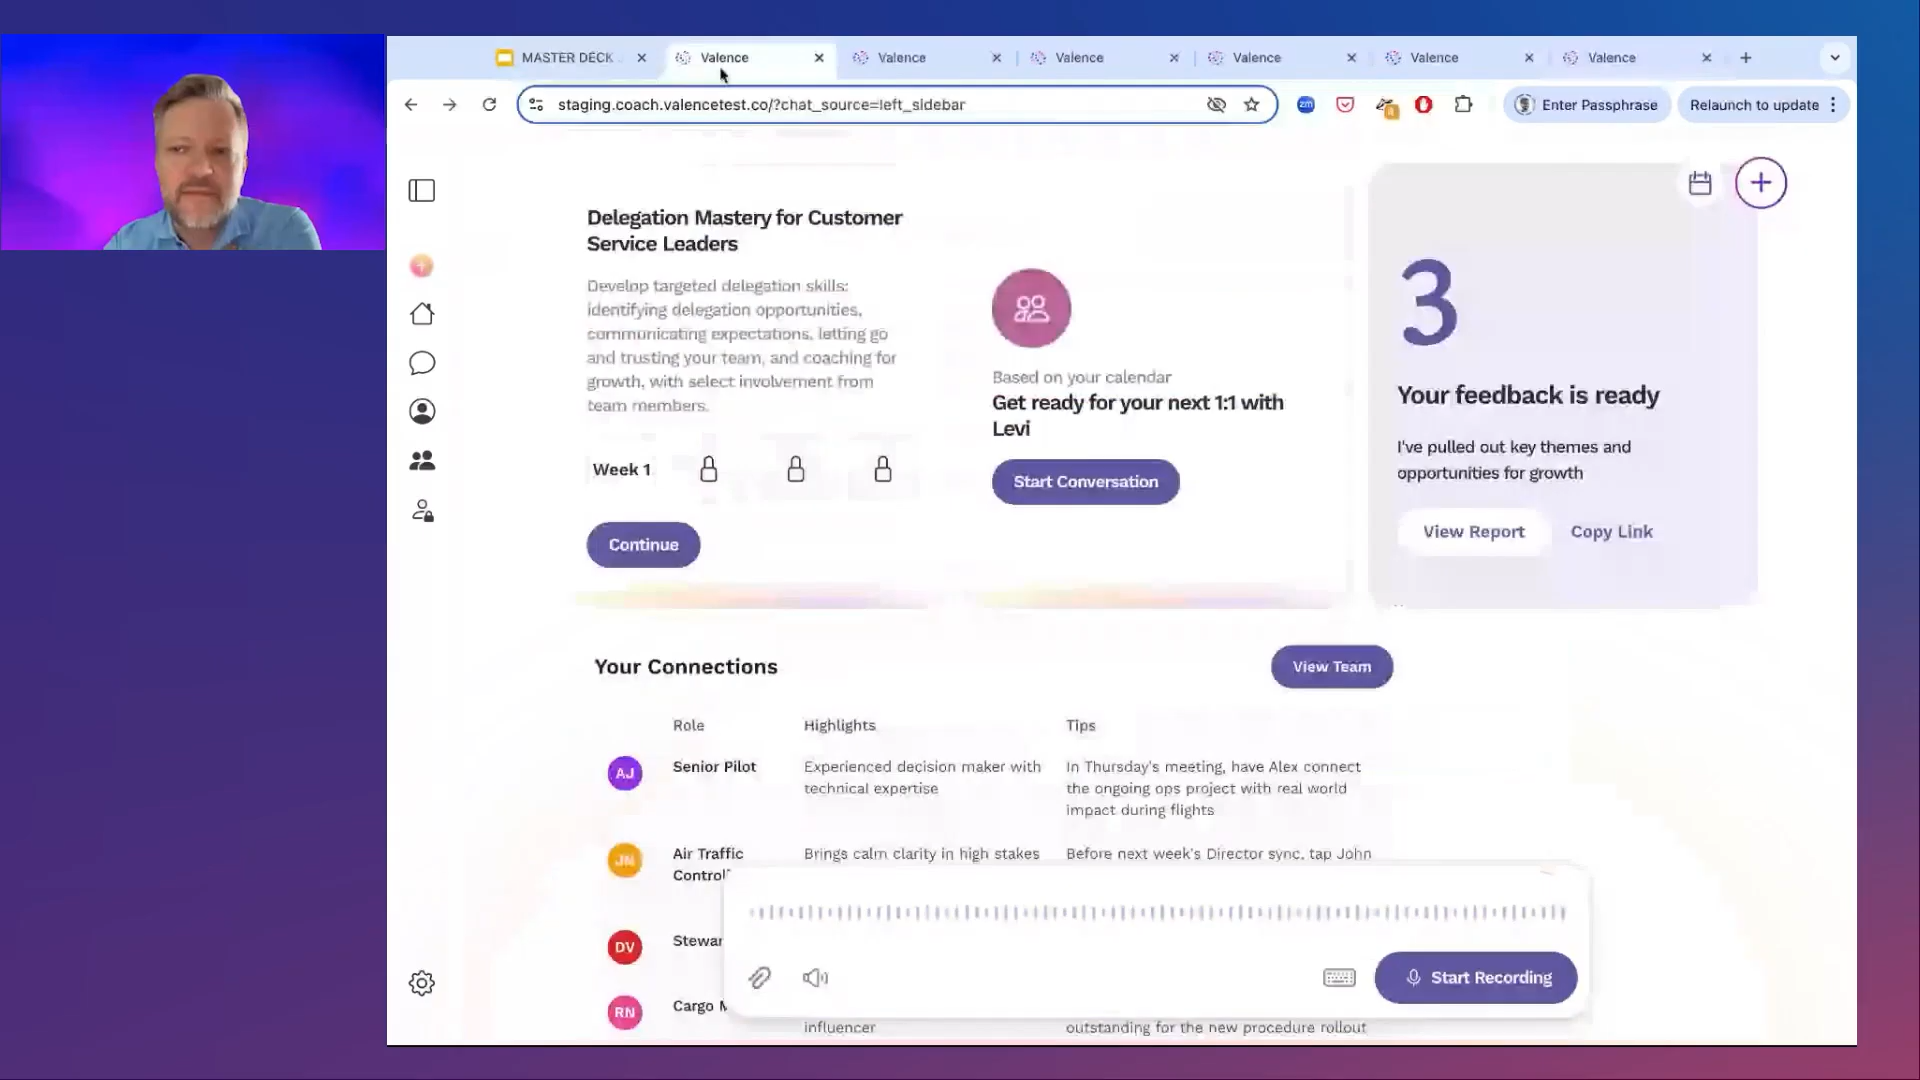 MASTER DECK
Valence
Valence
Valence
Valence
Valence
Valence
staging.coach.valencetest.co/?chat_source=left_sidebar
zm
Enter Passphrase
Relaunch to update
Delegation Mastery for Customer
Service Leaders
Develop targeted delegation skills:
identifying delegation opportunities,
communicating expectations, letting go
and trusting your team, and coaching for
growth, with select involvement from
team members.
Week 1
Continue
Based on your calendar
Get ready for your next 1:1 with
Levi
Start Conversation
3
Your feedback is ready
I've pulled out key themes and
opportunities for growth
View Report
Copy Link
Your Connections
View Team
Role
Highlights
Tips
AJ
Senior Pilot
Experienced decision maker with
technical expertise
In Thursday's meeting, have Alex connect
the ongoing ops project with real world
impact during flights
JN
Air Traffic
Control
Brings calm clarity in high stakes
Before next week's Director sync, tap John
DV
Stewar
RN
Cargo M
influencer
outstanding for the new procedure rollout
Start Recording